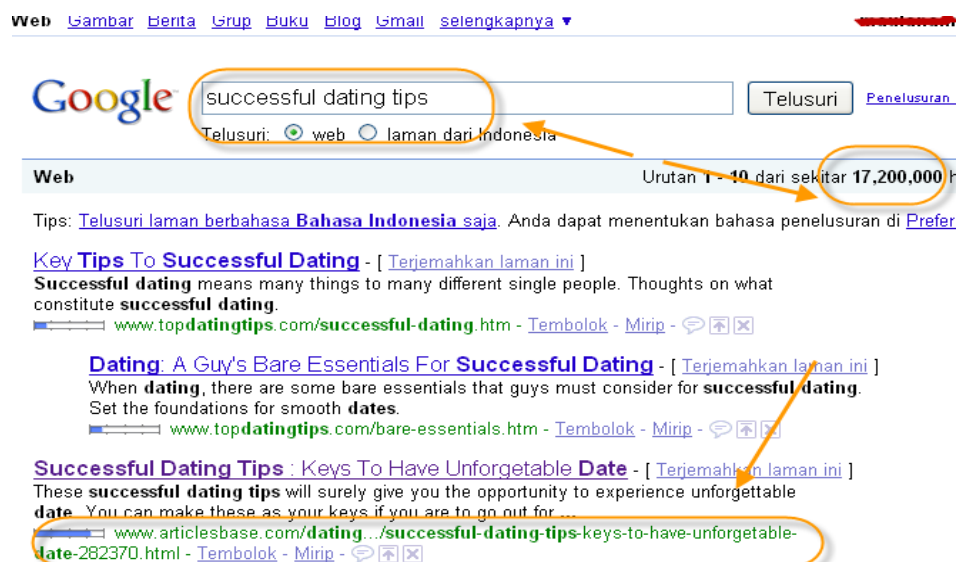 Web Gambar Berita Grup Buku Blog Gmail selengkapnya ▼
Google successful dating tips Telusuri Penelusuran
Telusuri: web laman dari Indonesia
Web Urutan 1 - 10 dari sekitar 17,200,000 h
Tips: Telusuri laman berbahasa Bahasa Indonesia saja. Anda dapat menentukan bahasa penelusuran di Prefer
Key Tips To Successful Dating - [ Terjemahkan laman ini ]
Successful dating means many things to many different single people. Thoughts on what
constitute successful dating.
www.topdatingtips.com/successful-dating.htm - Tembolok - Mirip -
Dating: A Guy's Bare Essentials For Successful Dating - [ Terjemahkan laman ini ]
When dating, there are some bare essentials that guys must consider for successful dating.
Set the foundations for smooth dates.
www.topdatingtips.com/bare-essentials.htm - Tembolok - Mirip -
Successful Dating Tips : Keys To Have Unforgetable Date - [ Terjemahkan laman ini ]
These successful dating tips will surely give you the opportunity to experience unforgettable
date. You can make these as your keys if you are to go out for ...
www.articlesbase.com/dating.../successful-dating-tips-keys-to-have-unforgetable-
date-282370.html - Tembolok - Mirip -